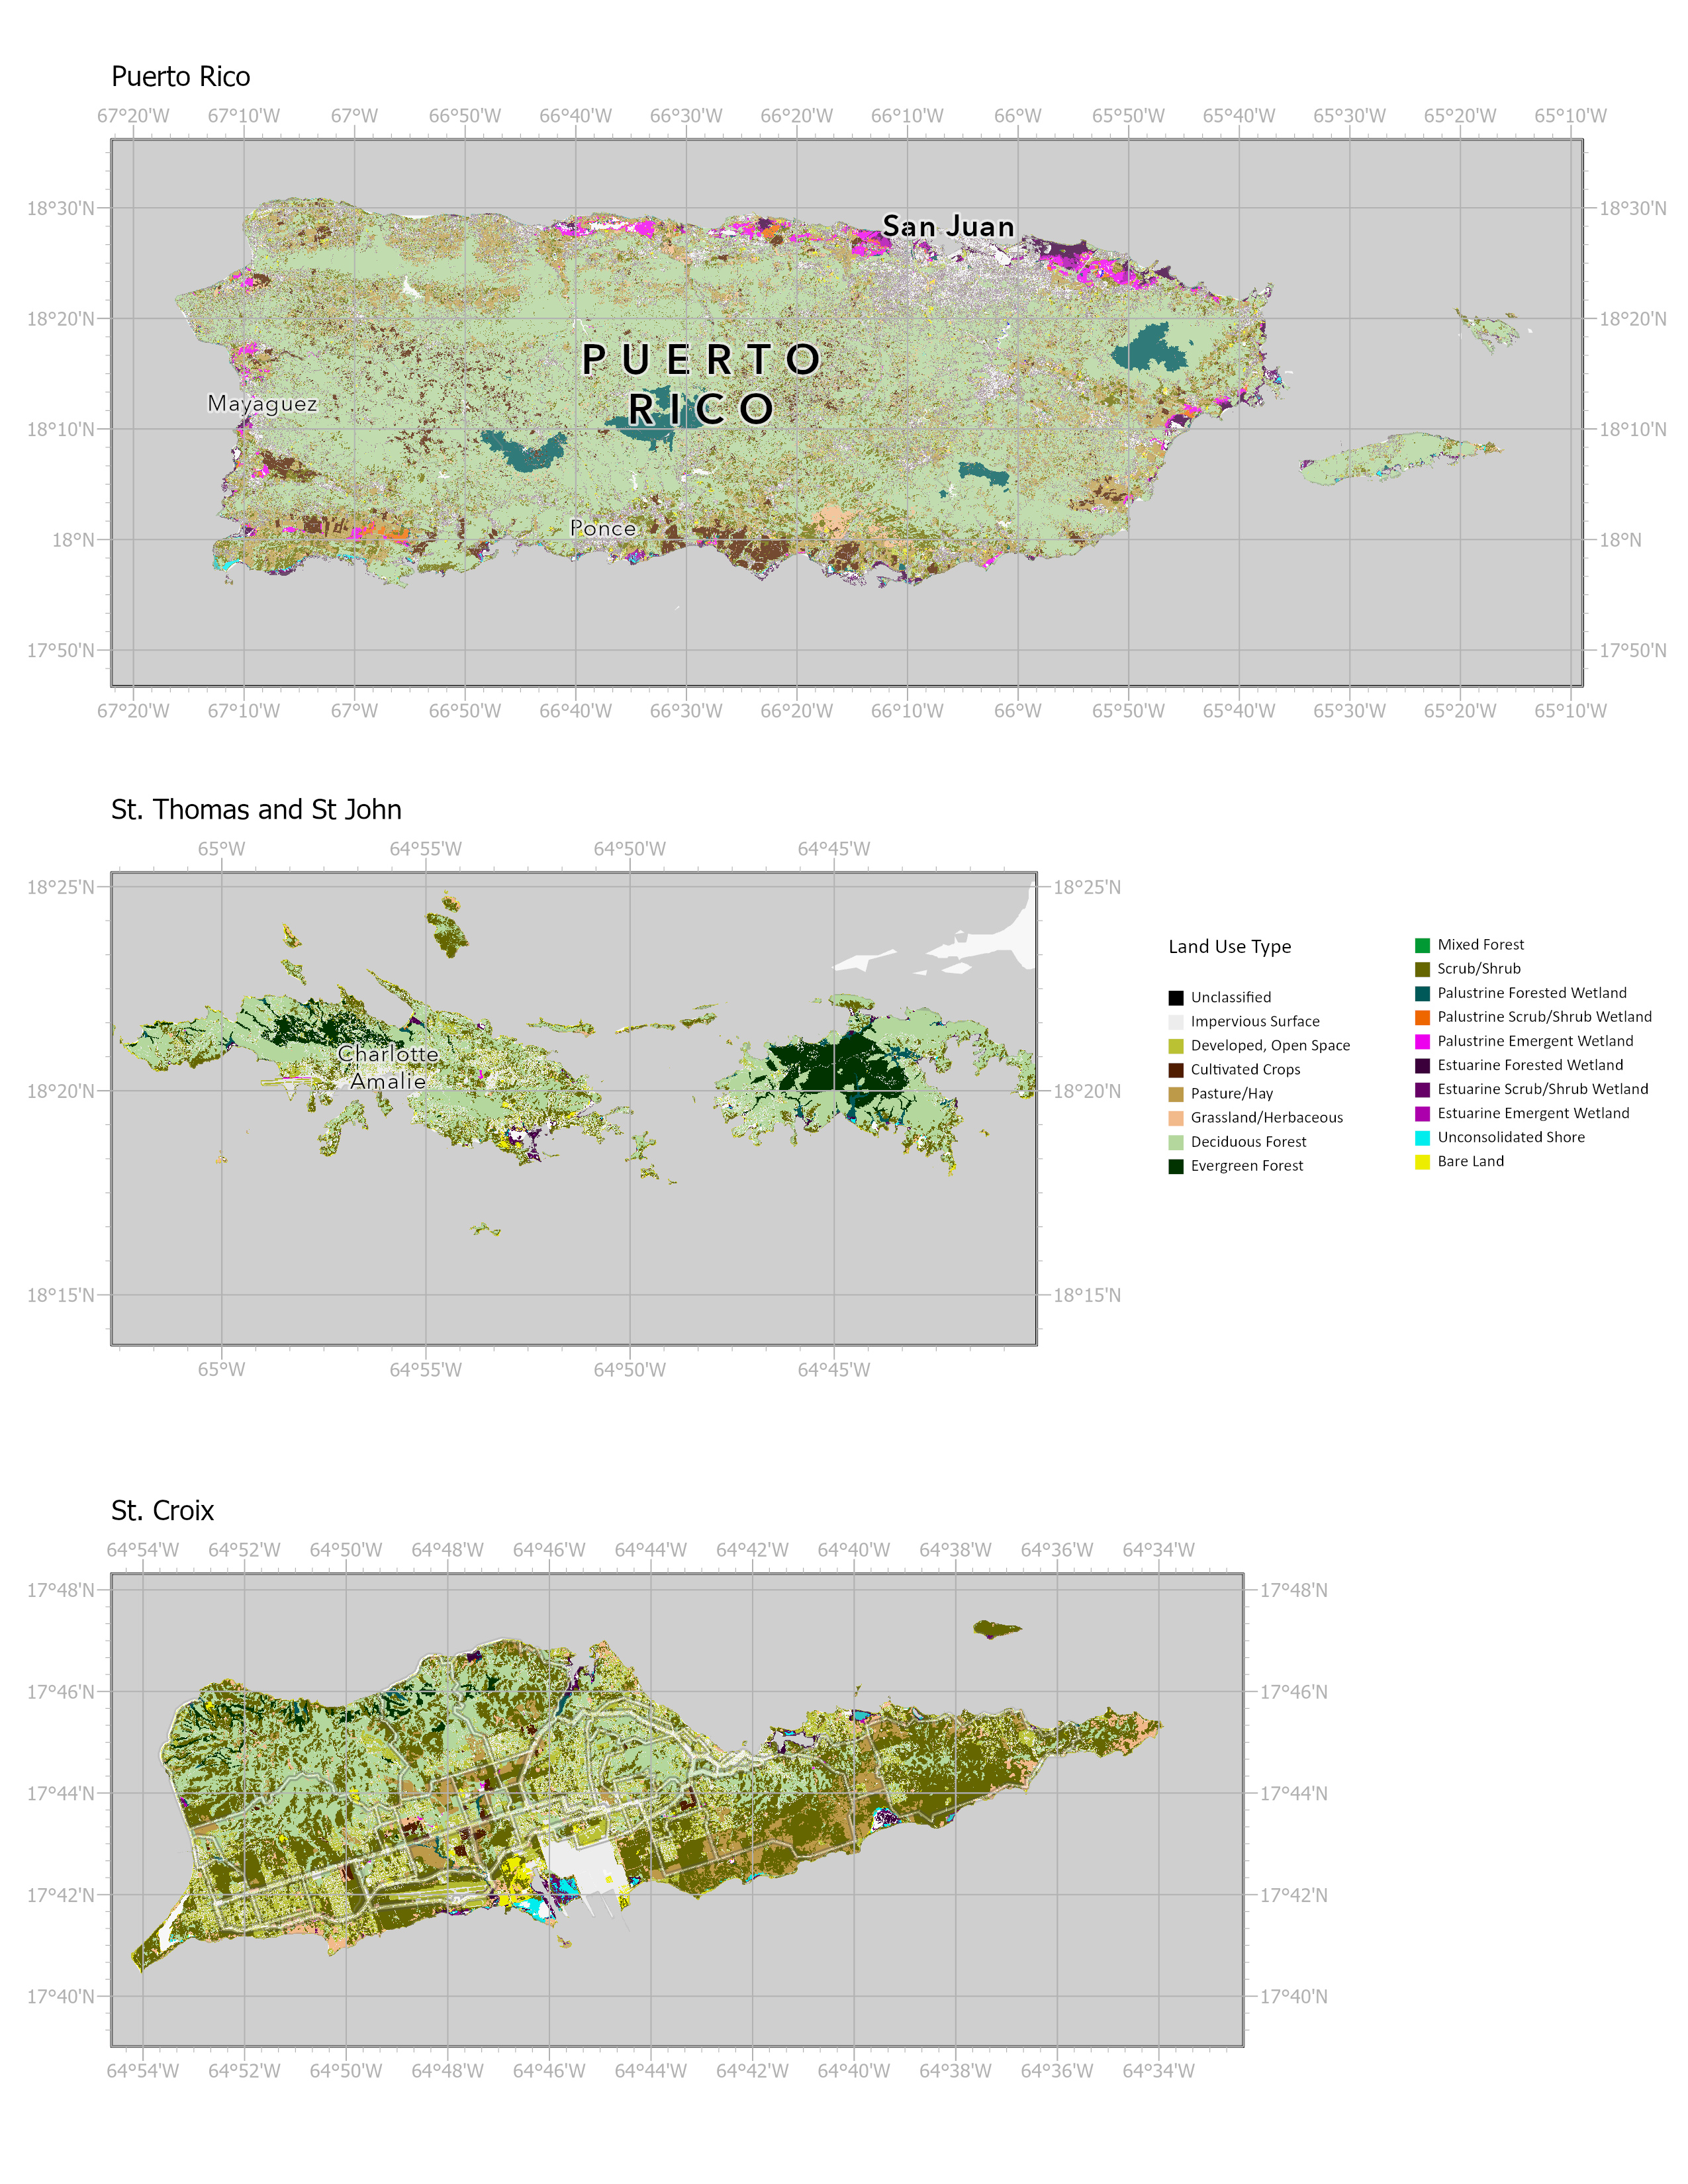 Puerto Rico
67°20'W 67°10'W 67°W 66°50'W 66°40'W 66°30'W 66°20'W 66°10'W 66°W 65°50'W 65°40'W 65°30'W 65°20'W 65°10'W
18°30'N 18°30'N
San Juan
18°20'N 18°20'N
PUERTO
RICO
Mayaguez
18°10'N 18°10'N
Ponce
18°N 18°N
17°50'N 17°50'N
67°20'W 67°10'W 67°W 66°50'W 66°40'W 66°30'W 66°20'W 66°10'W 66°W 65°50'W 65°40'W 65°30'W 65°20'W 65°10'W
St. Thomas and St John
65°W 64°55'W 64°50'W 64°45'W
18°25'N 18°25'N
Charlotte
Amalie
18°20'N 18°20'N
18°15'N 18°15'N
65°W 64°55'W 64°50'W 64°45'W
Land Use Type
Unclassified
Impervious Surface
Developed, Open Space
Cultivated Crops
Pasture/Hay
Grassland/Herbaceous
Deciduous Forest
Evergreen Forest
Mixed Forest
Scrub/Shrub
Palustrine Forested Wetland
Palustrine Scrub/Shrub Wetland
Palustrine Emergent Wetland
Estuarine Forested Wetland
Estuarine Scrub/Shrub Wetland
Estuarine Emergent Wetland
Unconsolidated Shore
Bare Land
St. Croix
64°54'W 64°52'W 64°50'W 64°48'W 64°46'W 64°44'W 64°42'W 64°40'W 64°38'W 64°36'W 64°34'W
17°48'N 17°48'N
17°46'N 17°46'N
17°44'N 17°44'N
17°42'N 17°42'N
17°40'N 17°40'N
64°54'W 64°52'W 64°50'W 64°48'W 64°46'W 64°44'W 64°42'W 64°40'W 64°38'W 64°36'W 64°34'W